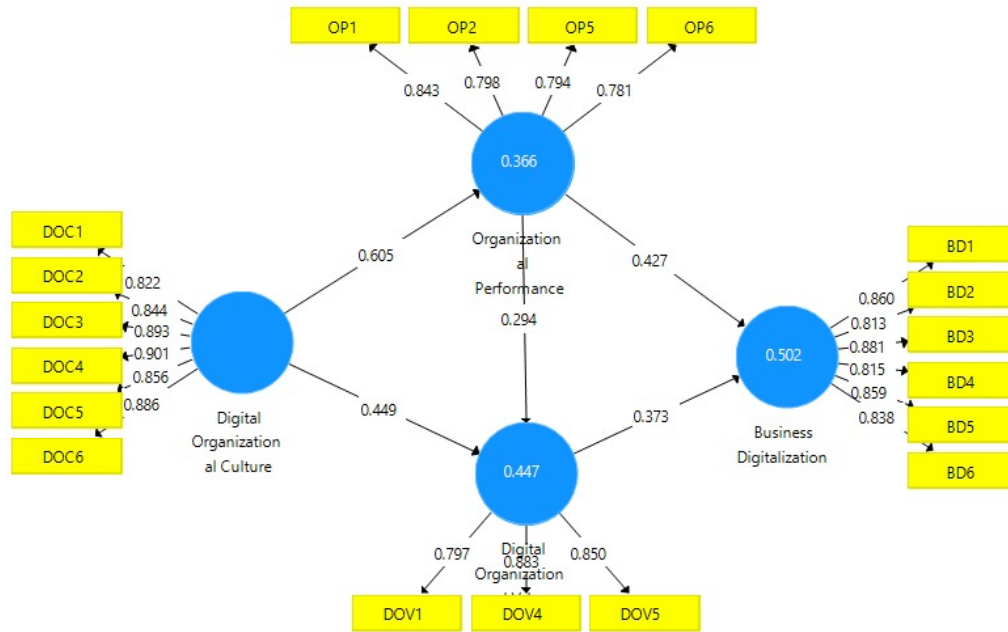 OP1
OP2
OP5
OP6
0.843
0.798
0.794
0.781
0.366
Organization
al
Performance
DOC1
DOC2
DOC3
DOC4
DOC5
DOC6
0.822
0.844
0.893
0.901
0.856
0.886
Digital
Organization
al Culture
0.605
0.449
0.294
0.427
0.373
0.502
Business
Digitalization
BD1
BD2
BD3
BD4
BD5
BD6
0.860
0.813
0.881
0.815
0.859
0.838
0.447
Digital
Organization
0.797
0.883
0.850
DOV1
DOV4
DOV5